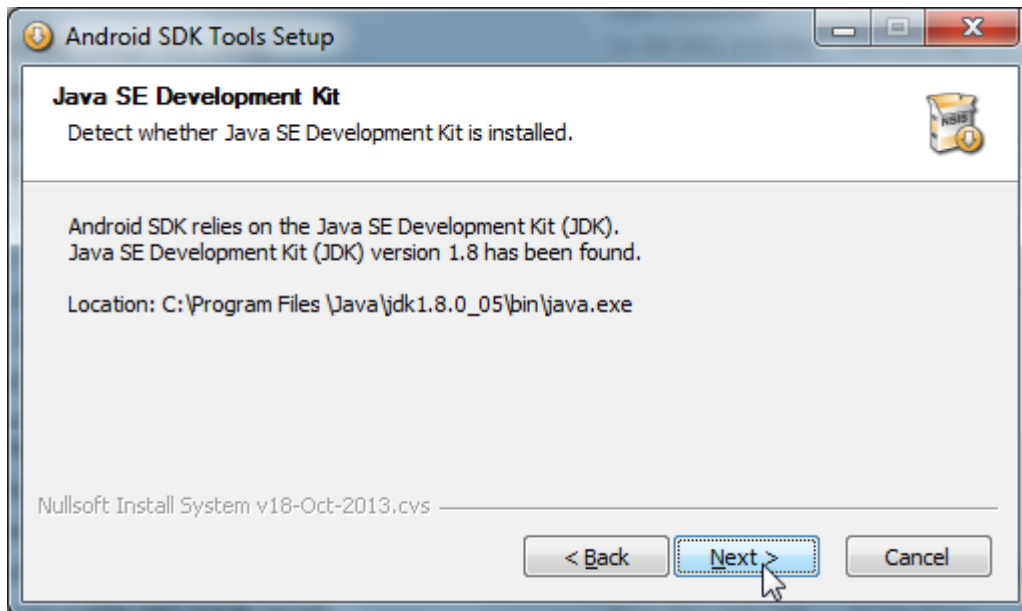 Android SDK Tools Setup
Java SE Development Kit
Detect whether Java SE Development Kit is installed.
NSIS
Android SDK relies on the Java SE Development Kit (JDK).
Java SE Development Kit (JDK) version 1.8 has been found.
Location: C:\Program Files \Java\jdk1.8.0_05\bin\java.exe
Nullsoft Install System v18-Oct-2013.cvs
< Back Next > Cancel